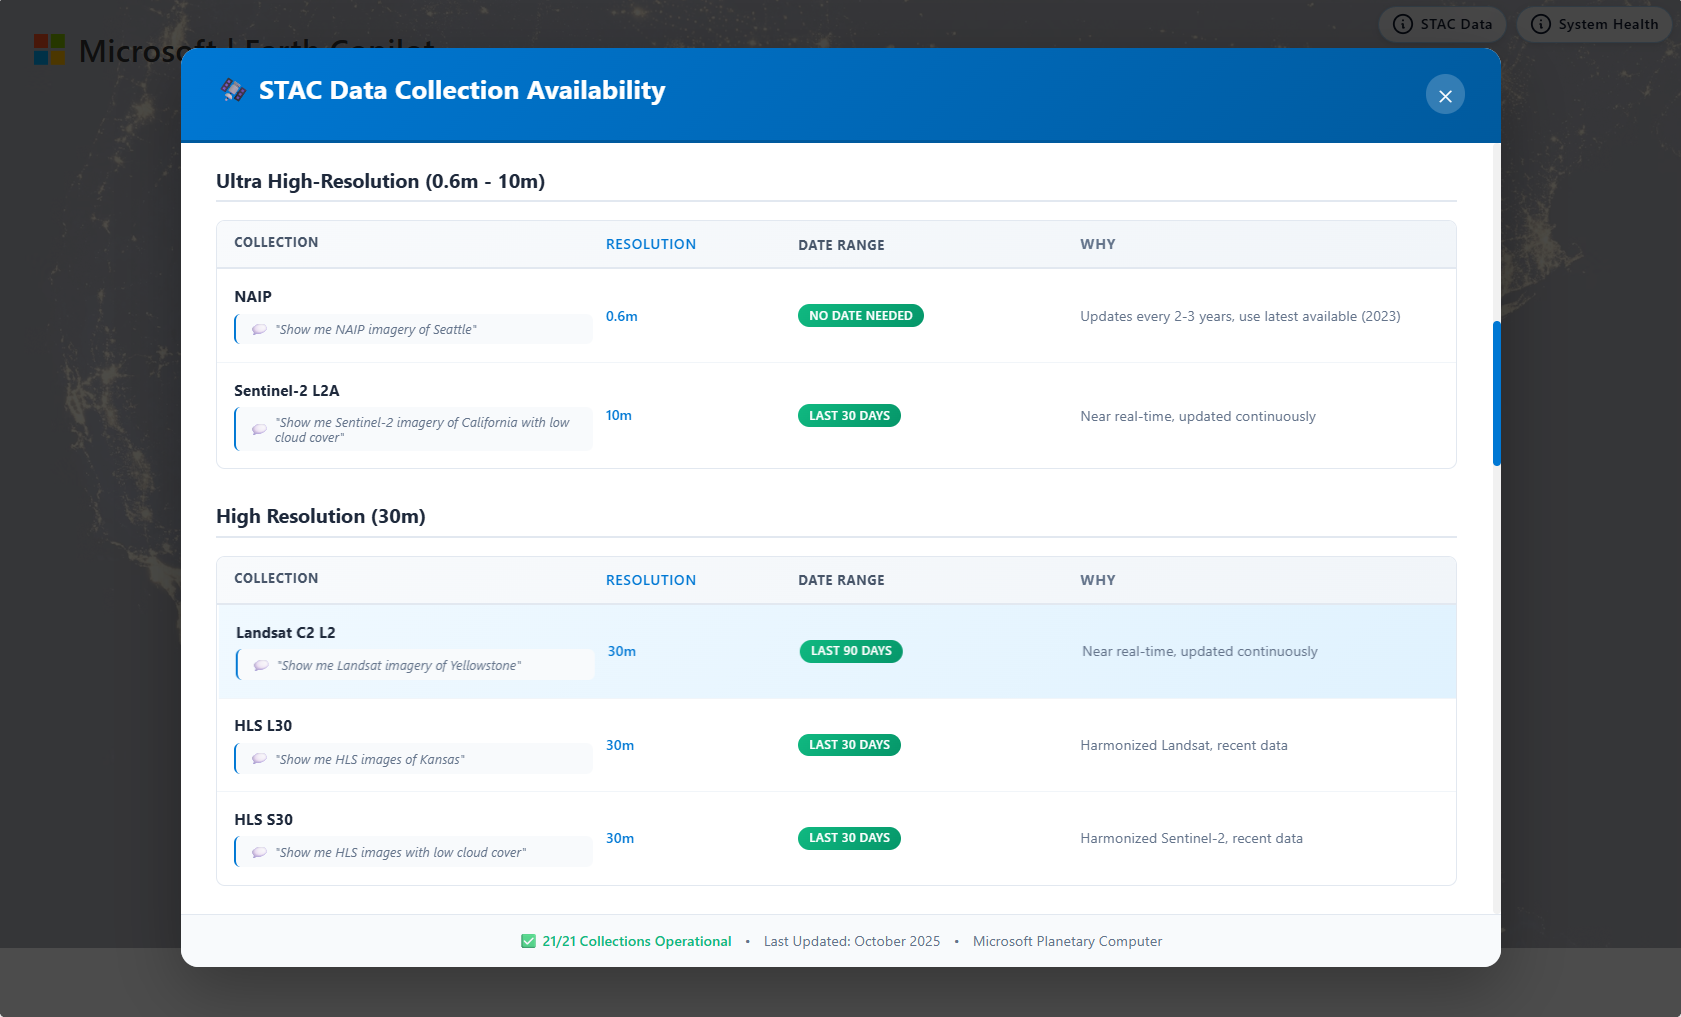 STAC Data
System Health
Microsoft | Earth Copilot
STAC Data Collection Availability
Ultra High-Resolution (0.6m - 10m)
COLLECTION RESOLUTION DATE RANGE WHY
NAIP
"Show me NAIP imagery of Seattle"
0.6m
NO DATE NEEDED
Updates every 2-3 years, use latest available (2023)
Sentinel-2 L2A
"Show me Sentinel-2 imagery of California with low
cloud cover"
10m
LAST 30 DAYS
Near real-time, updated continuously
High Resolution (30m)
COLLECTION RESOLUTION DATE RANGE WHY
Landsat C2 L2
"Show me Landsat imagery of Yellowstone"
30m
LAST 90 DAYS
Near real-time, updated continuously
HLS L30
"Show me HLS images of Kansas"
30m
LAST 30 DAYS
Harmonized Landsat, recent data
HLS S30
"Show me HLS images with low cloud cover"
30m
LAST 30 DAYS
Harmonized Sentinel-2, recent data
21/21 Collections Operational • Last Updated: October 2025 • Microsoft Planetary Computer